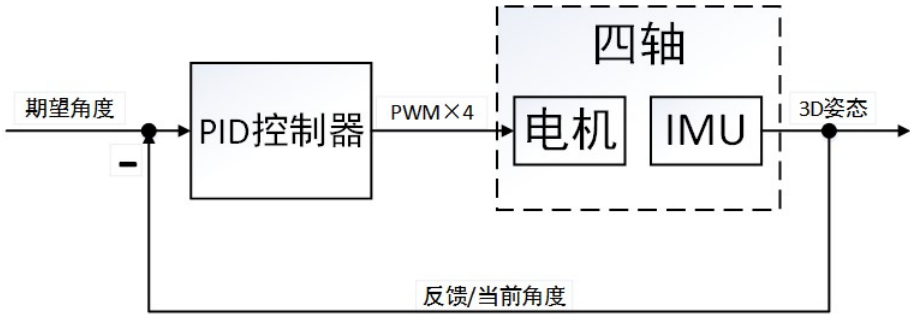 四轴
期望角度
PID控制器
PWM×4
电机
IMU
3D姿态
−
反馈/当前角度